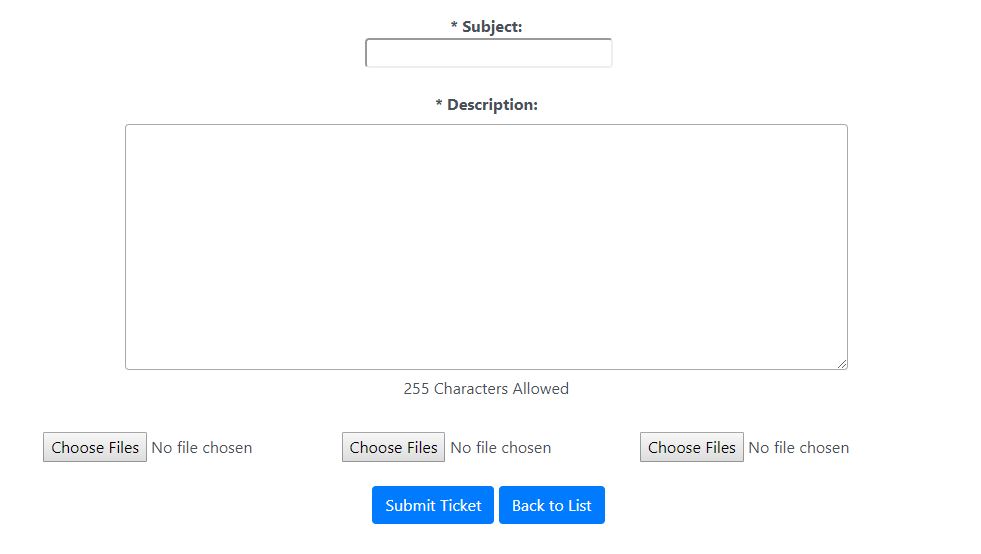 * Subject:
* Description:
255 Characters Allowed
Choose Files No file chosen Choose Files No file chosen Choose Files No file chosen
Submit Ticket Back to List